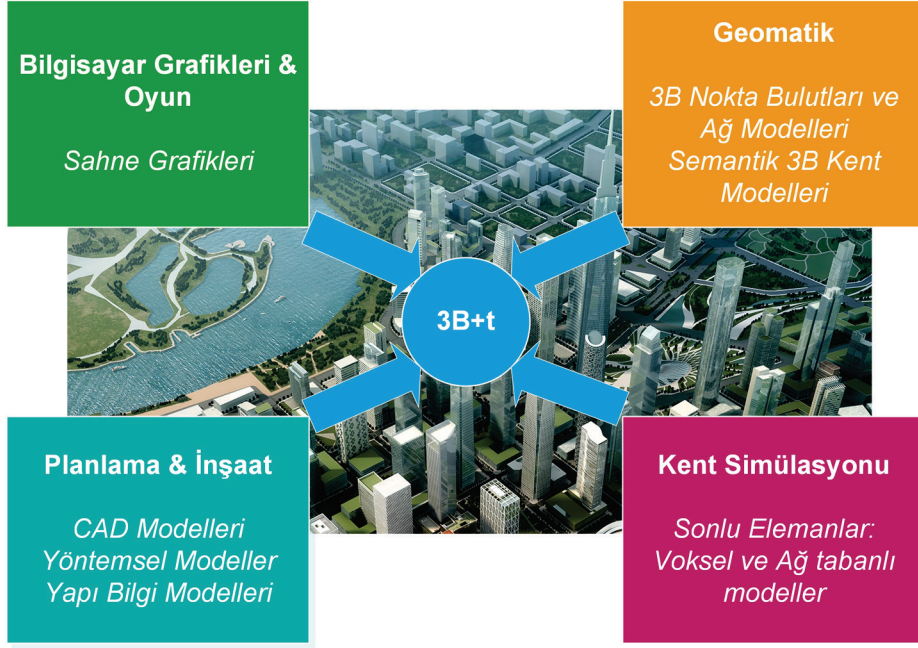 Bilgisayar Grafikleri &
Oyun
Sahne Grafikleri
Geomatik
3B Nokta Bulutları ve
Ağ Modelleri
Semantik 3B Kent
Modelleri
3B+t
Planlama & İnşaat
CAD Modelleri
Yöntemsel Modeller
Yapı Bilgi Modelleri
Kent Simülasyonu
Sonlu Elemanlar:
Voksel ve Ağ tabanlı
modeller